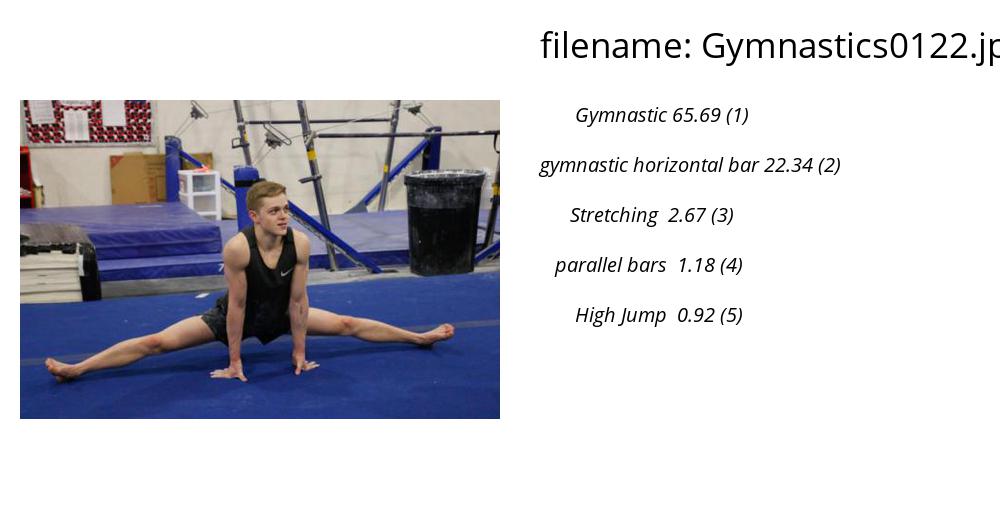 filename: Gymnastics0122.jp
Gymnastic 65.69 (1)
gymnastic horizontal bar 22.34 (2)
Stretching 2.67 (3)
parallel bars 1.18 (4)
High Jump 0.92 (5)